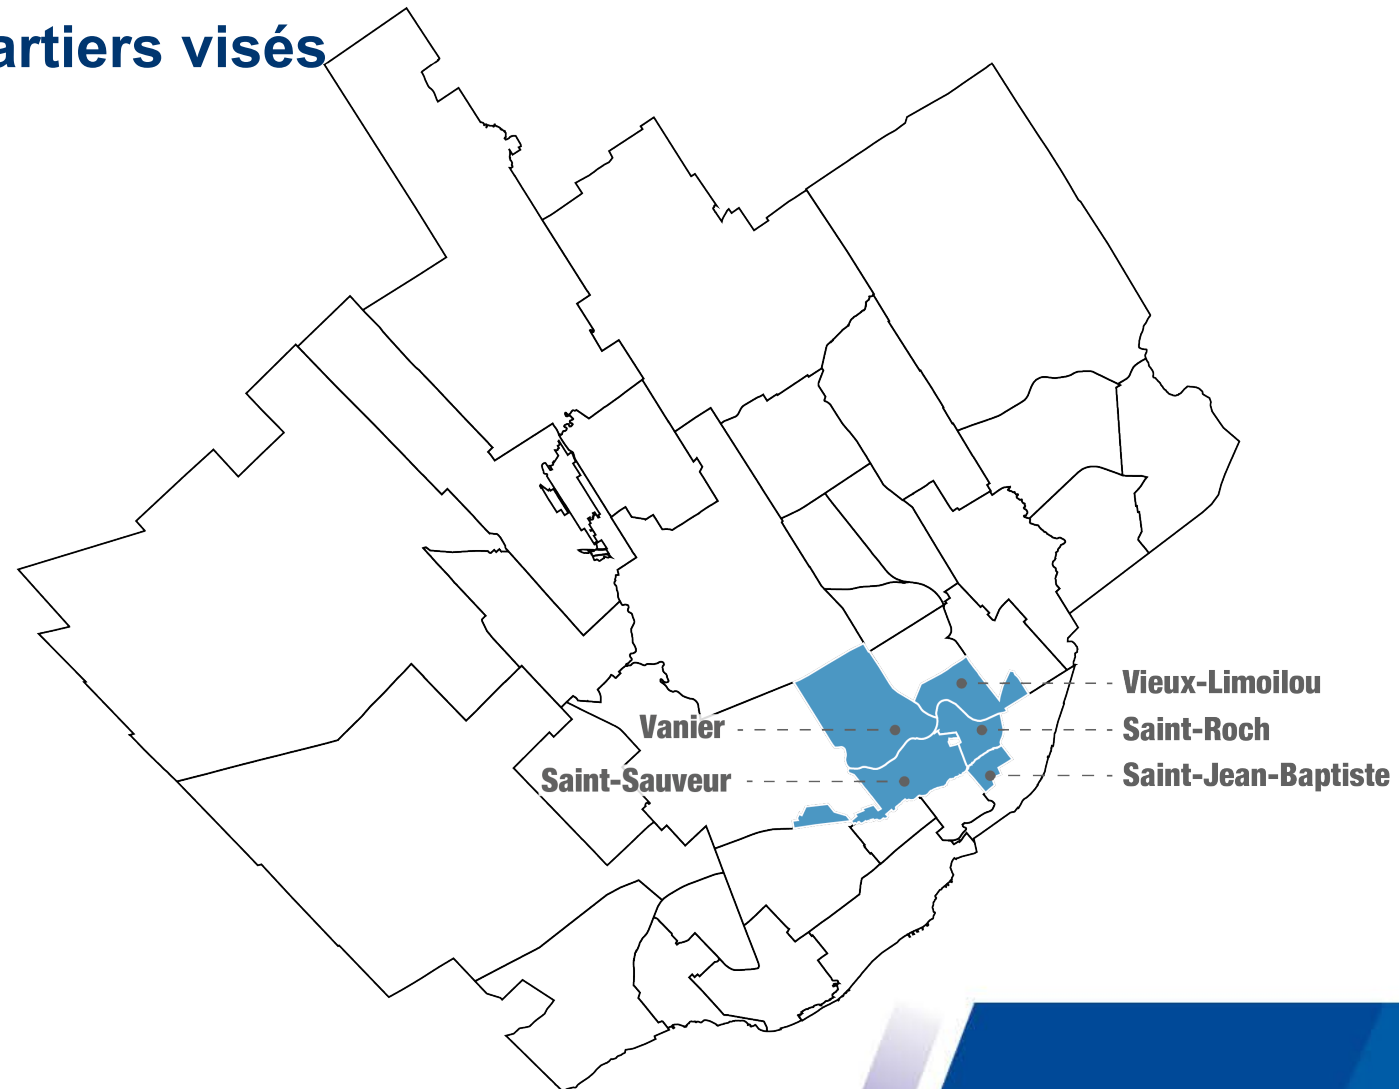 artiers visés
Vieux-Limoilou
Vanier
Saint-Roch
Saint-Sauveur
Saint-Jean-Baptiste